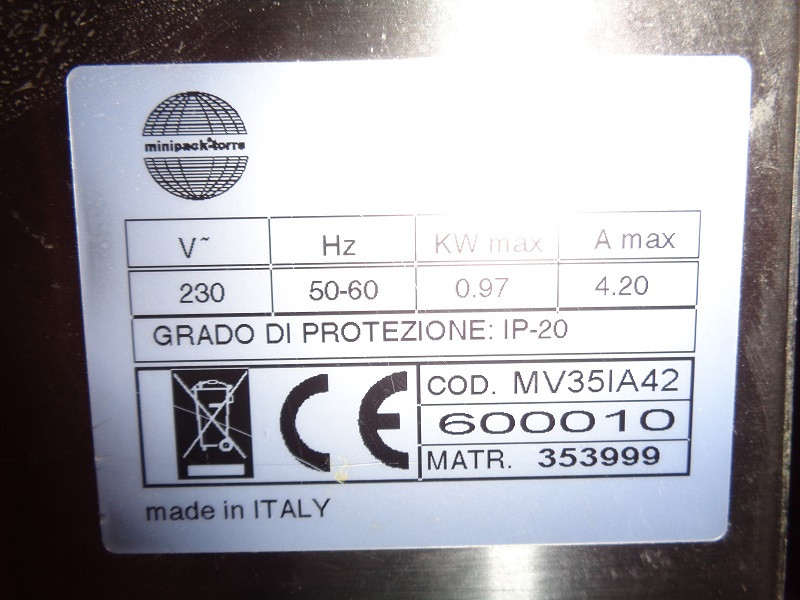 minipack-torre
V~ Hz KW max A max
230 50-60 0.97 4.20
GRADO DI PROTEZIONE: IP-20
CE COD. MV35IA42
600010
MATR. 353999
made in ITALY